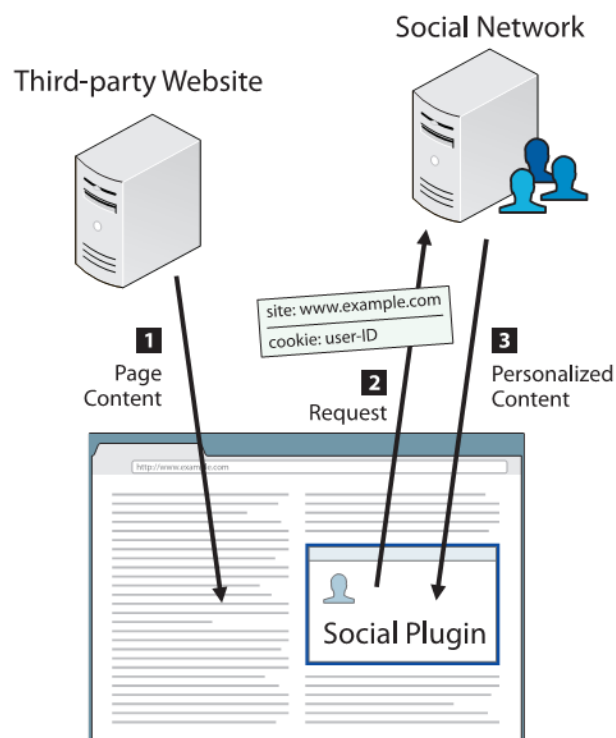 Social Network
Third-party Website
site: www.example.com
cookie: user-ID
1
Page
Content
2
Request
3
Personalized
Content
http://www.example.com
Social Plugin